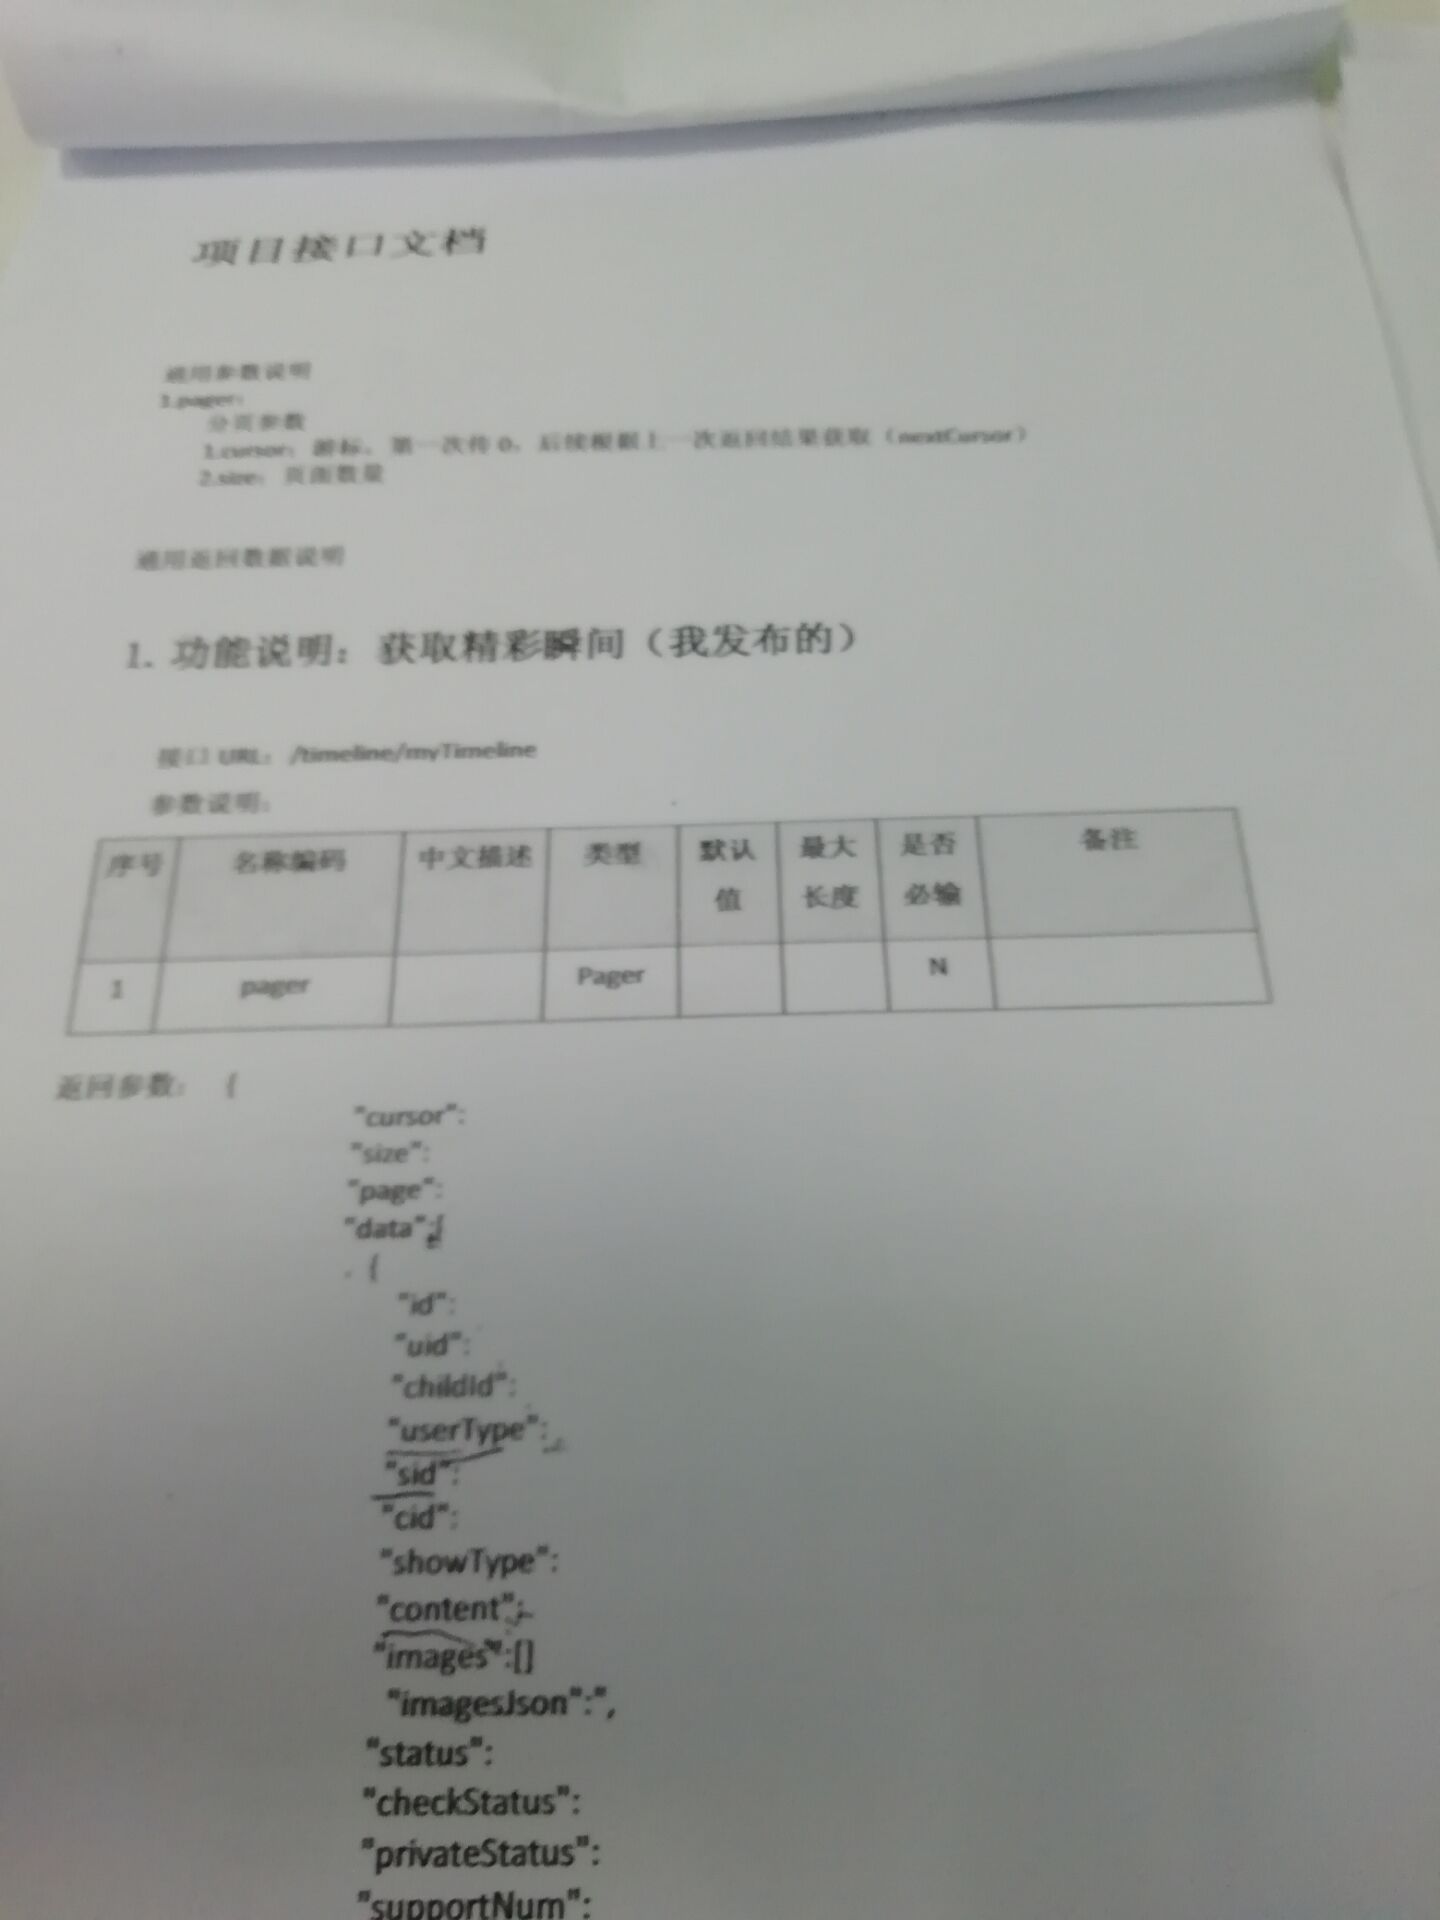 项目接口文档
通用参数说明
1.pager:
分页参数
1.cursor：游标，第一次传 0，后续根据上一次返回结果获取（nextCursor）
2.size：页面数量
通用返回数据说明
1. 功能说明：获取精彩瞬间（我发布的）
接口 URL：/timeline/myTimeline
参数说明：
序号 名称编码 中文描述 类型 默认值 最大长度 是否必输 备注
1 pager Pager N
返回参数： {
"cursor":
"size":
"page":
"data":[
{
"id":
"uid":
"childId":
"userType":
"sid":
"cid":
"showType":
"content":
"images":[]
"imagesJson":",
"status":
"checkStatus":
"privateStatus":
"supportNum":